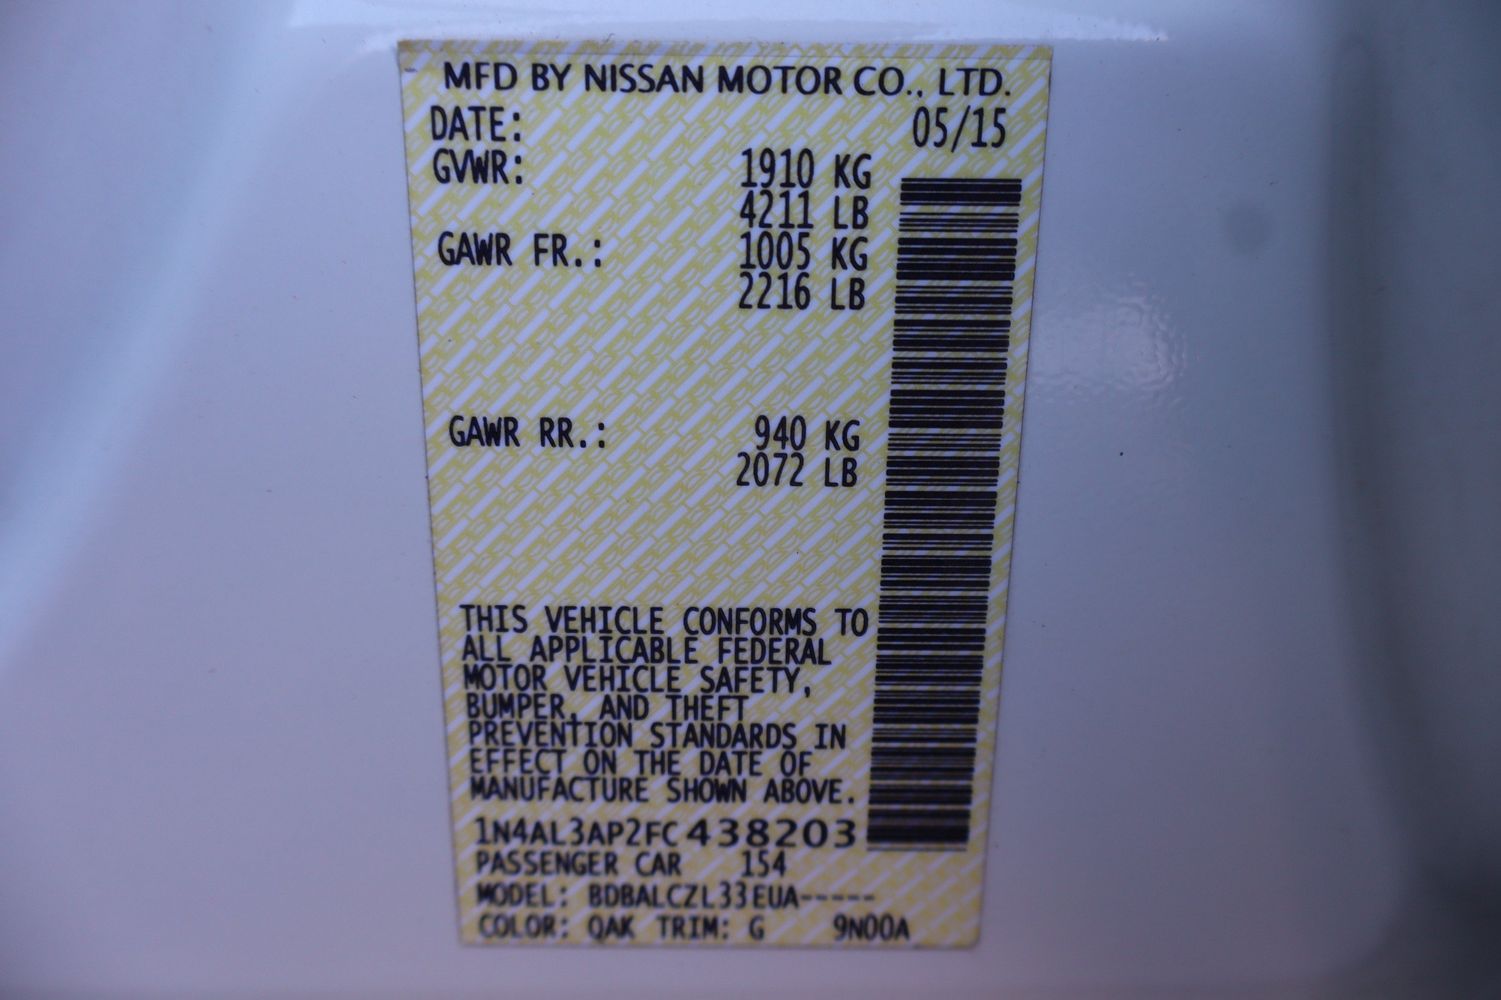 MFD BY NISSAN MOTOR CO., LTD.
DATE: 05/15
GVWR: 1910 KG
4211 LB
GAWR FR.: 1005 KG
2216 LB
GAWR RR.: 940 KG
2072 LB
THIS VEHICLE CONFORMS TO
ALL APPLICABLE FEDERAL
MOTOR VEHICLE SAFETY,
BUMPER, AND THEFT
PREVENTION STANDARDS IN
EFFECT ON THE DATE OF
MANUFACTURE SHOWN ABOVE.
1N4AL3AP2FC438203
PASSENGER CAR 154
MODEL: BDBALCZL33EUA-----
COLOR: QAK TRIM: G 9N00A